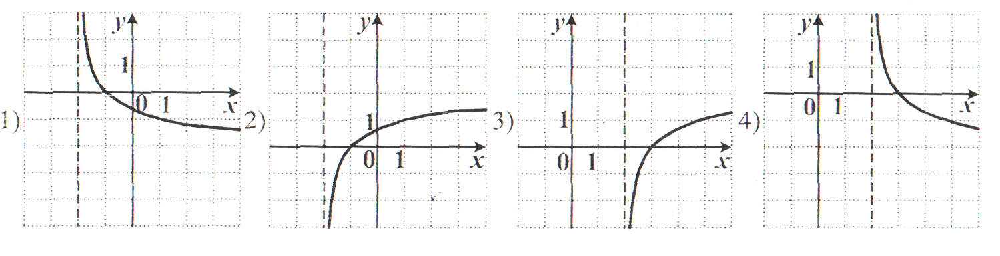 1) y 1 0 1 x
2) y 1 0 1 x
3) y 1 0 1 x
4) y 1 0 1 x